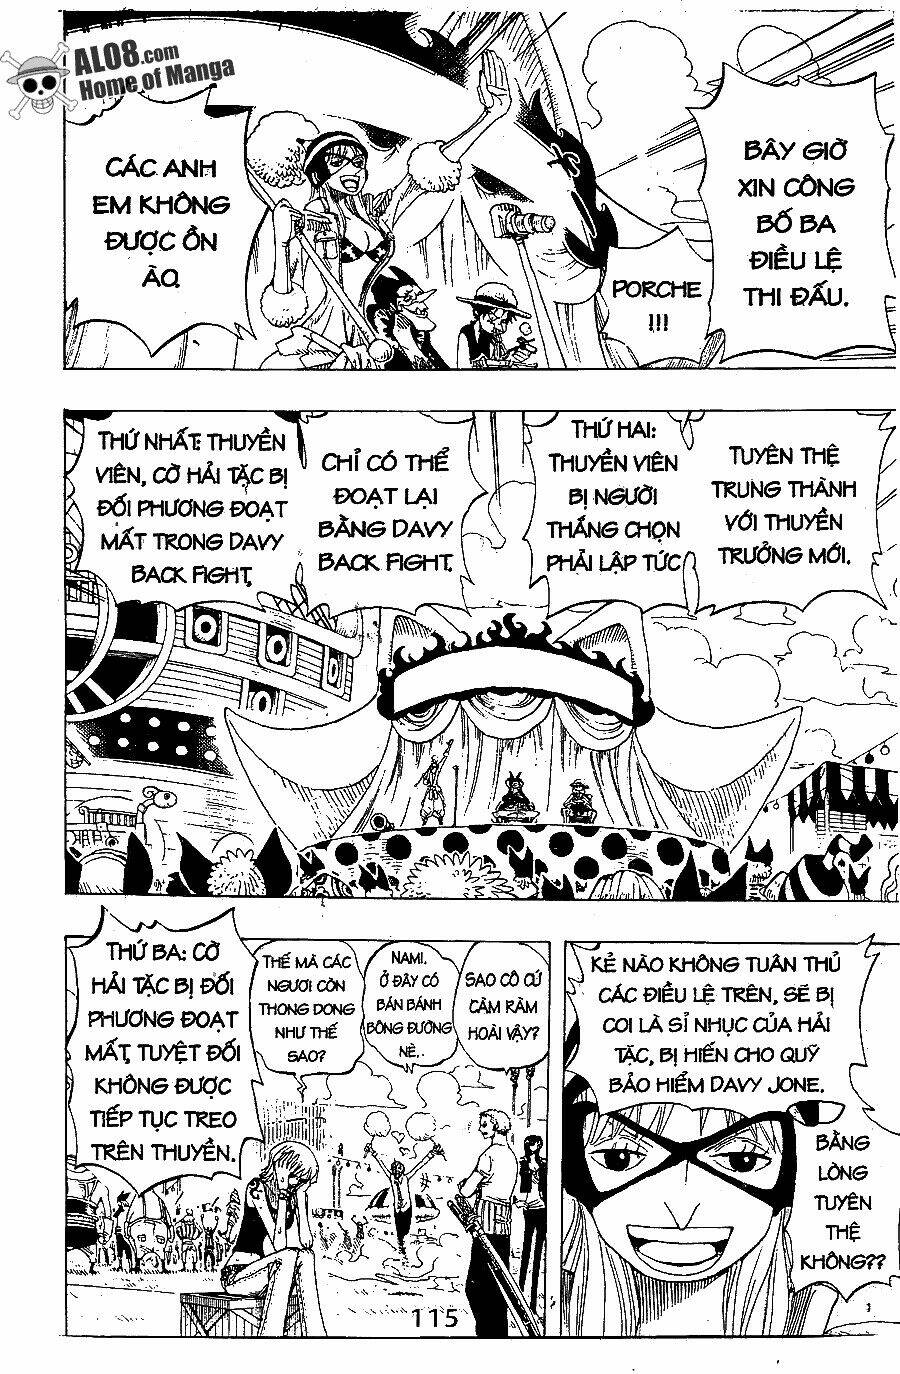 ALO8.com
Home of Manga
CÁC ANH
EM KHÔNG
ĐƯỢC ỒN
ÀO.
PORCHE
!!!
BÂY GIỜ
XIN CÔNG
BỐ BA
ĐIỀU LỆ
THI ĐẤU.
THỨ NHẤT: THUYỀN
VIÊN, CỜ HẢI TẶC BỊ
ĐỐI PHƯƠNG ĐOẠT
MẤT TRONG DAVY
BACK FIGHT,
CHỈ CÓ THỂ
ĐOẠT LẠI
BẰNG DAVY
BACK FIGHT.
THỨ HAI:
THUYỀN VIÊN
BỊ NGƯỜI
THẮNG CHỌN
PHẢI LẬP TỨC
TUYÊN THỆ
TRUNG THÀNH
VỚI THUYỀN
TRƯỞNG MỚI.
THỨ BA: CỜ
HẢI TẶC BỊ ĐỐI
PHƯƠNG ĐOẠT
MẤT, TUYỆT ĐỐI
KHÔNG ĐƯỢC
TIẾP TỤC TREO
TRÊN THUYỀN.
THẾ MÀ CÁC
NGƯƠI CÒN
THONG DONG
NHƯ THẾ
SAO?
NAMI.
Ở ĐÂY CÓ
BÁN BÁNH
BÔNG ĐƯỜNG
NÈ..
SAO CÔ CỨ
CẰM RÀM
HOÀI VẬY?
KẺ NÀO KHÔNG TUÂN THỦ
CÁC ĐIỀU LỆ TRÊN, SẼ BỊ
COI LÀ SỈ NHỤC CỦA HẢI
TẶC, BỊ HIẾN CHO QUỸ
BẢO HIỂM DAVY JONE.
BẰNG
LÒNG
TUYÊN
THỆ
KHÔNG??
115